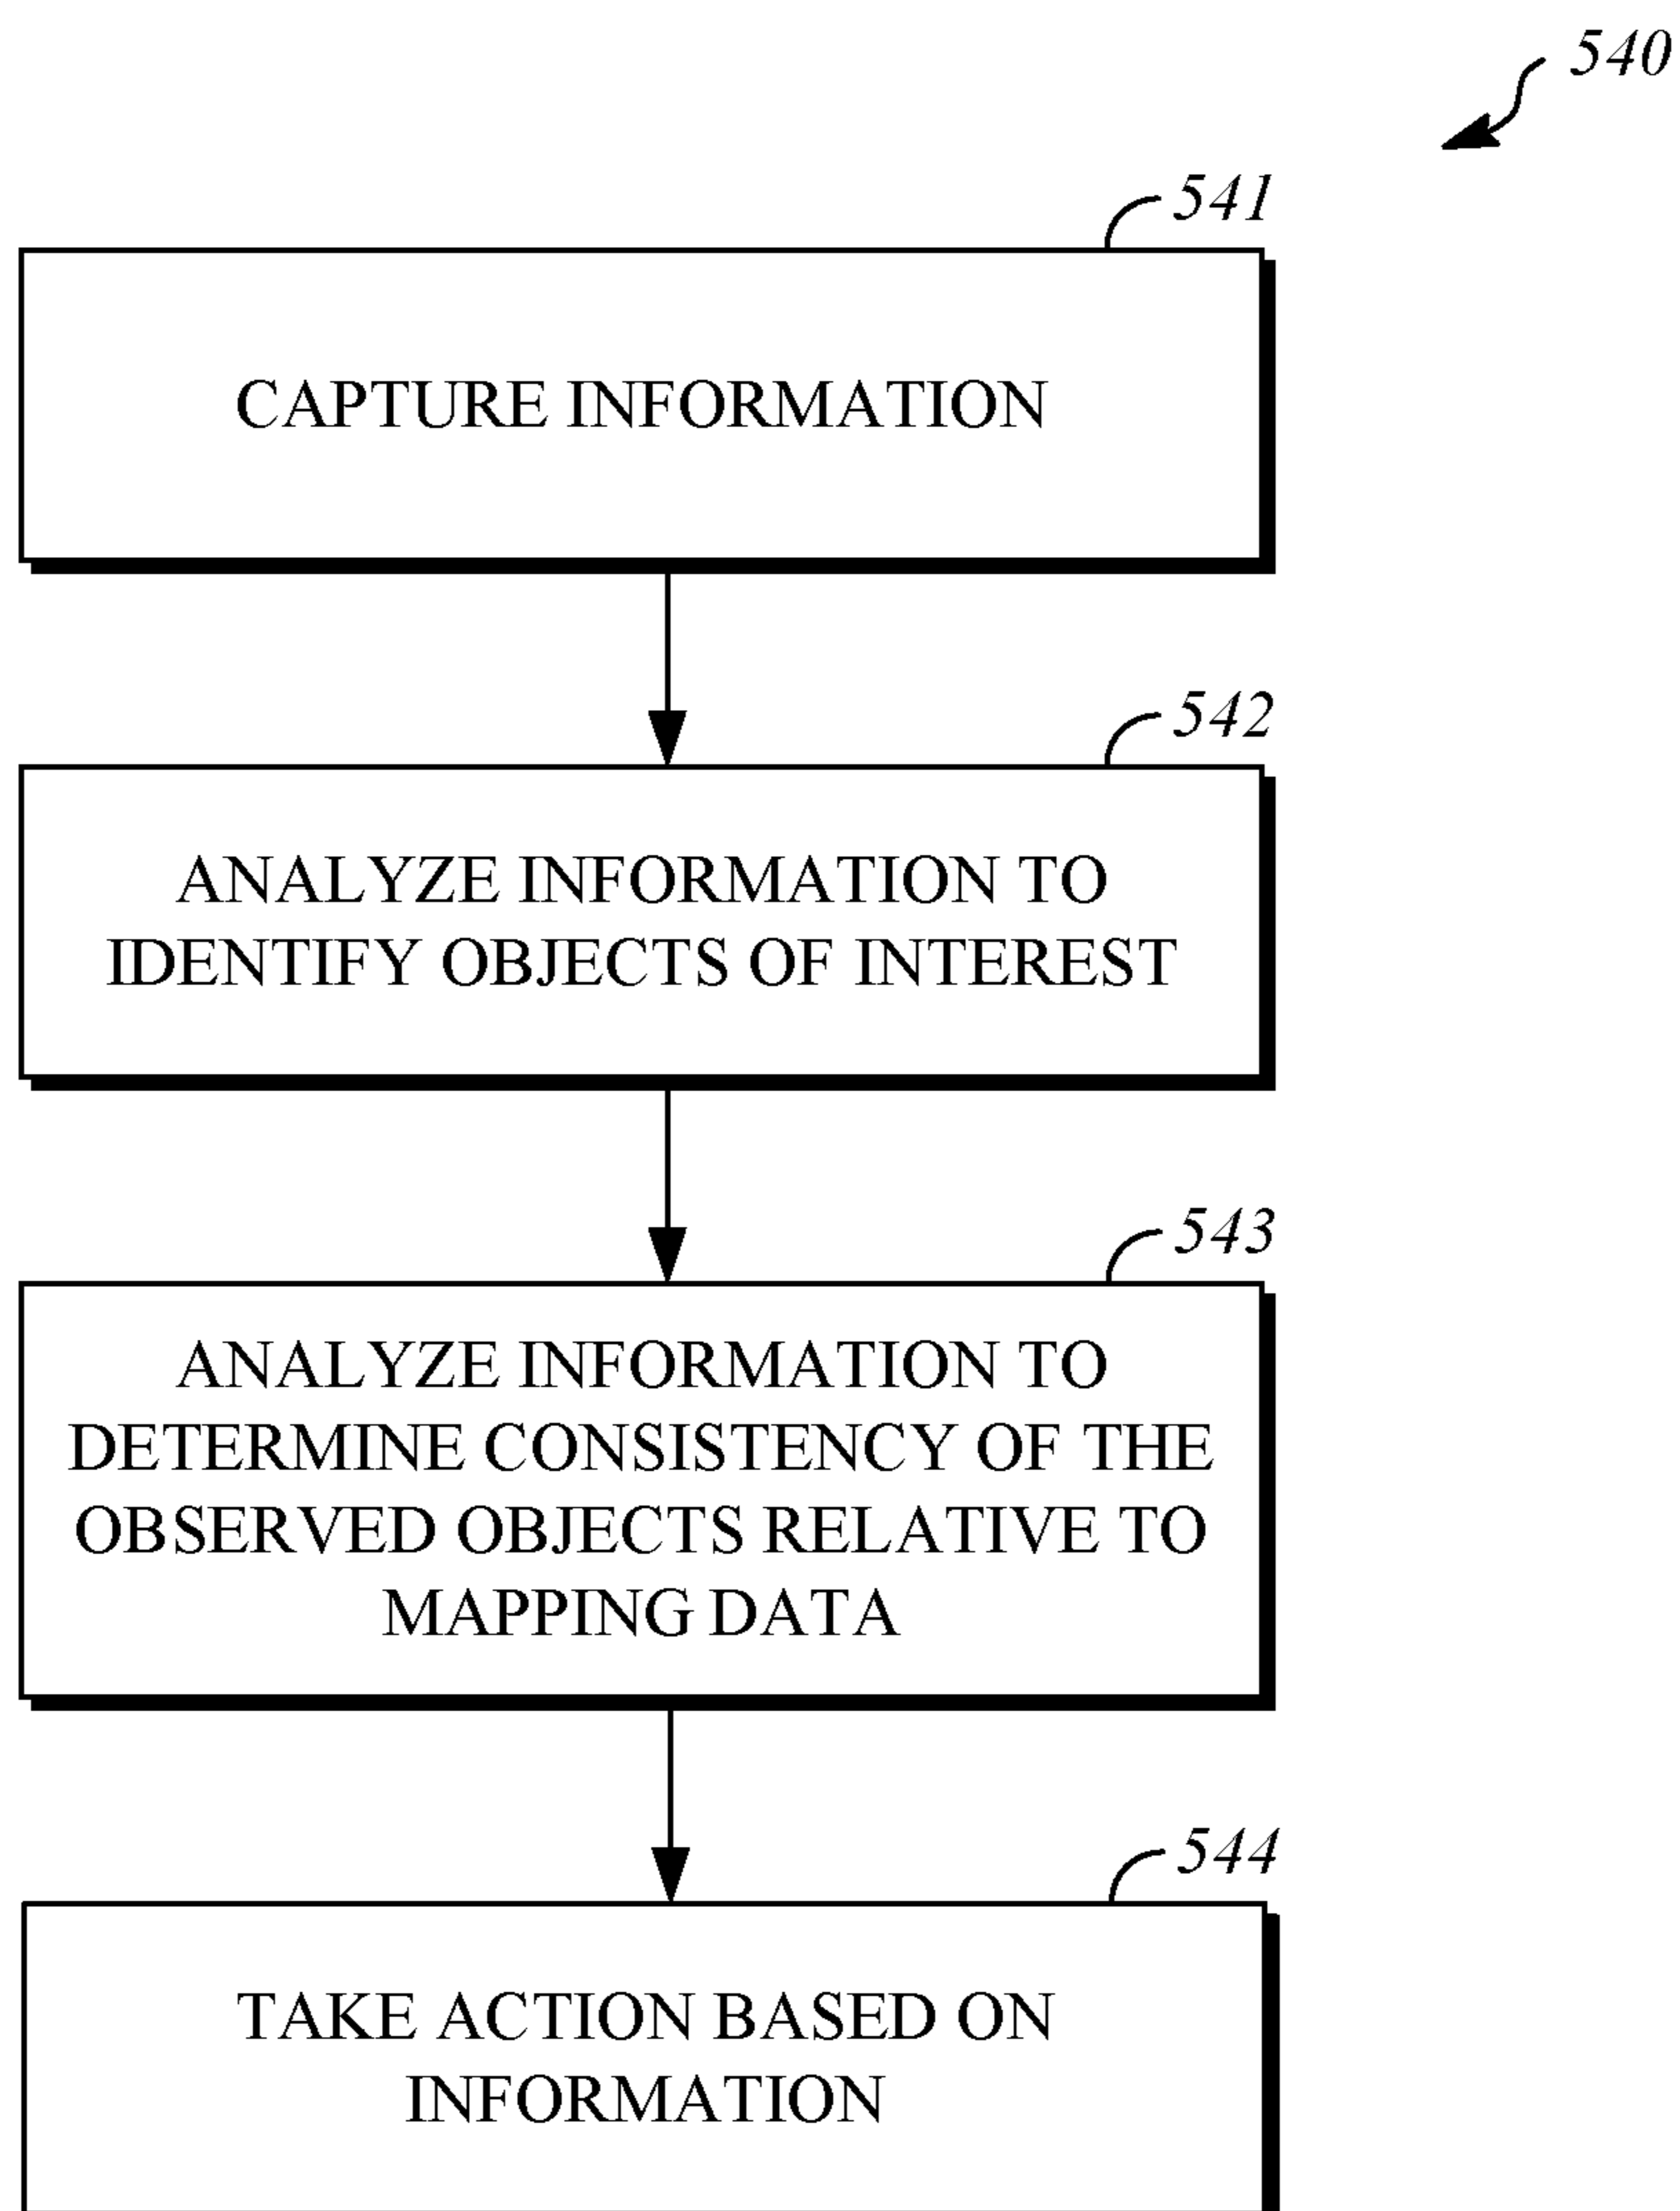 540
541
CAPTURE INFORMATION
542
ANALYZE INFORMATION TO
IDENTIFY OBJECTS OF INTEREST
543
ANALYZE INFORMATION TO
DETERMINE CONSISTENCY OF THE
OBSERVED OBJECTS RELATIVE TO
MAPPING DATA
544
TAKE ACTION BASED ON
INFORMATION